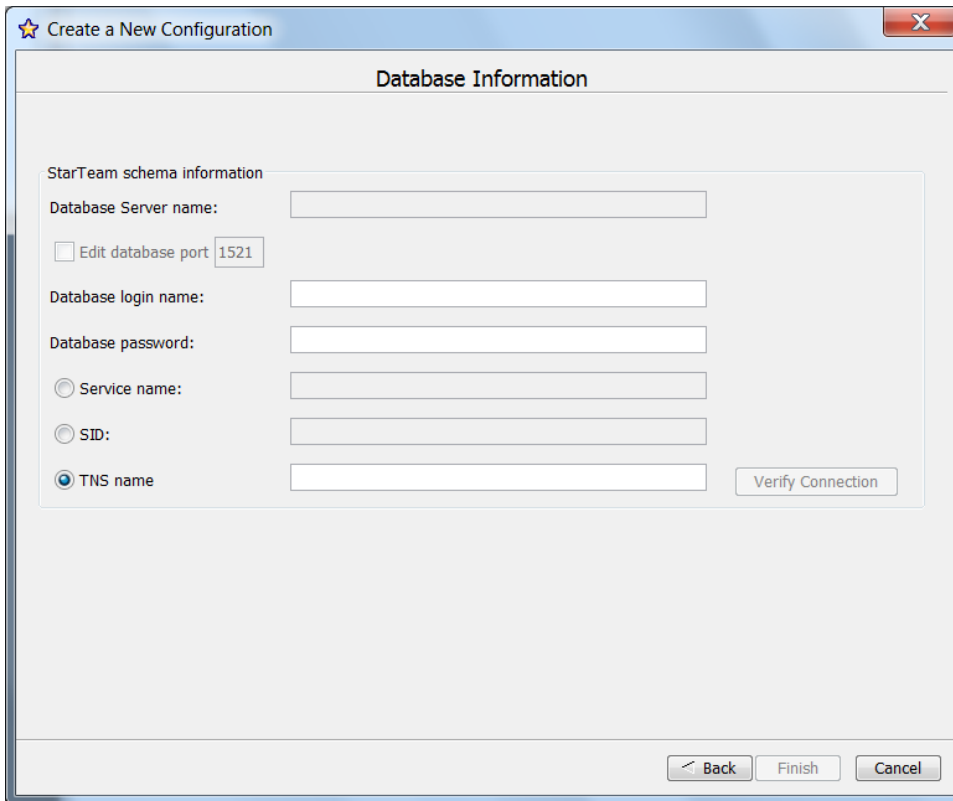 Create a New Configuration
Database Information
StarTeam schema information
Database Server name:
Edit database port 1521
Database login name:
Database password:
Service name:
SID:
TNS name
Verify Connection
< Back Finish Cancel